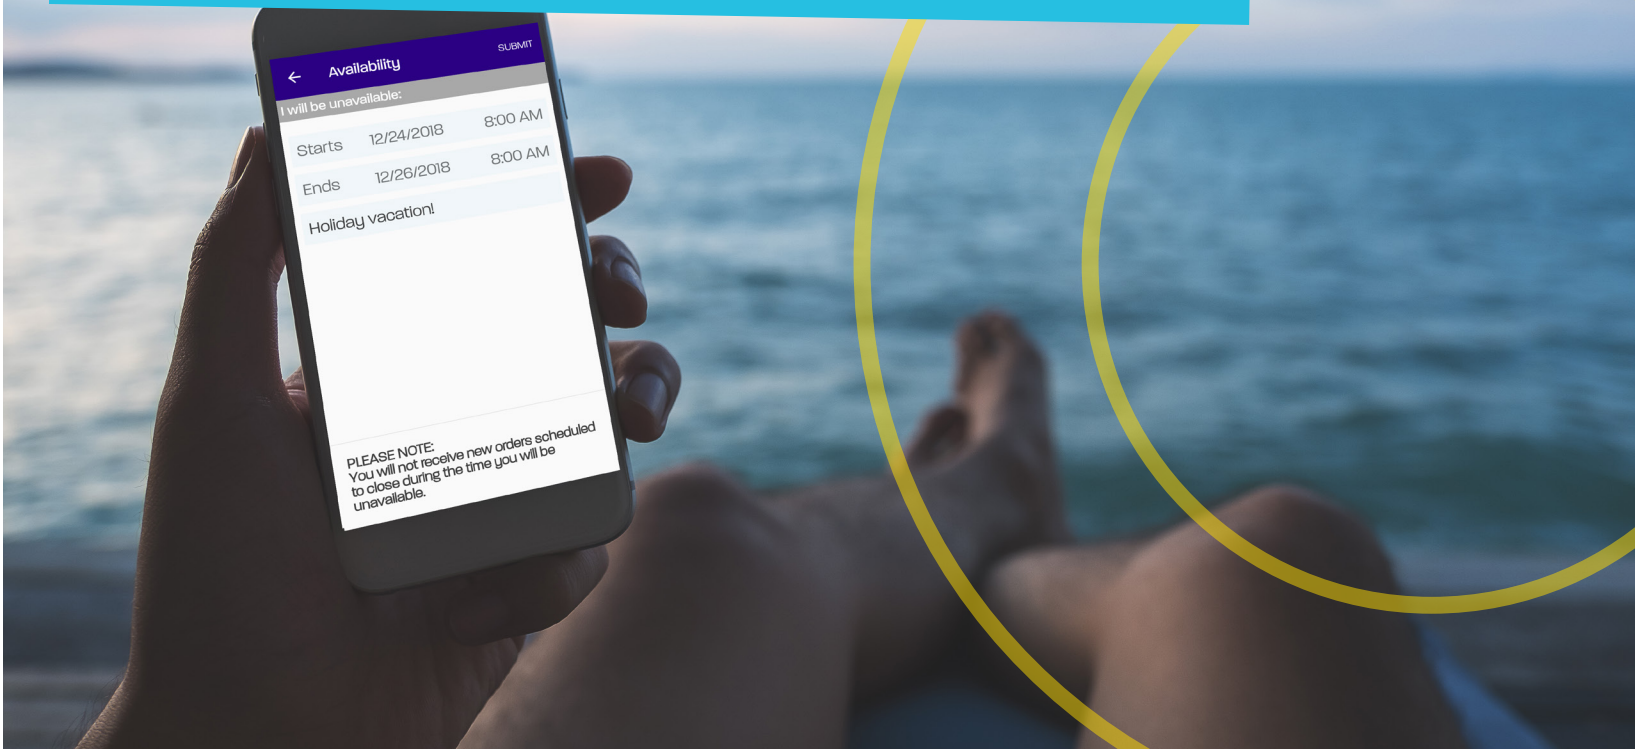 ← Availability SUBMIT
I will be unavailable:
Starts 12/24/2018 8:00 AM
Ends 12/26/2018 8:00 AM
Holiday vacation!
PLEASE NOTE:
You will not receive new orders scheduled
to close during the time you will be
unavailable.